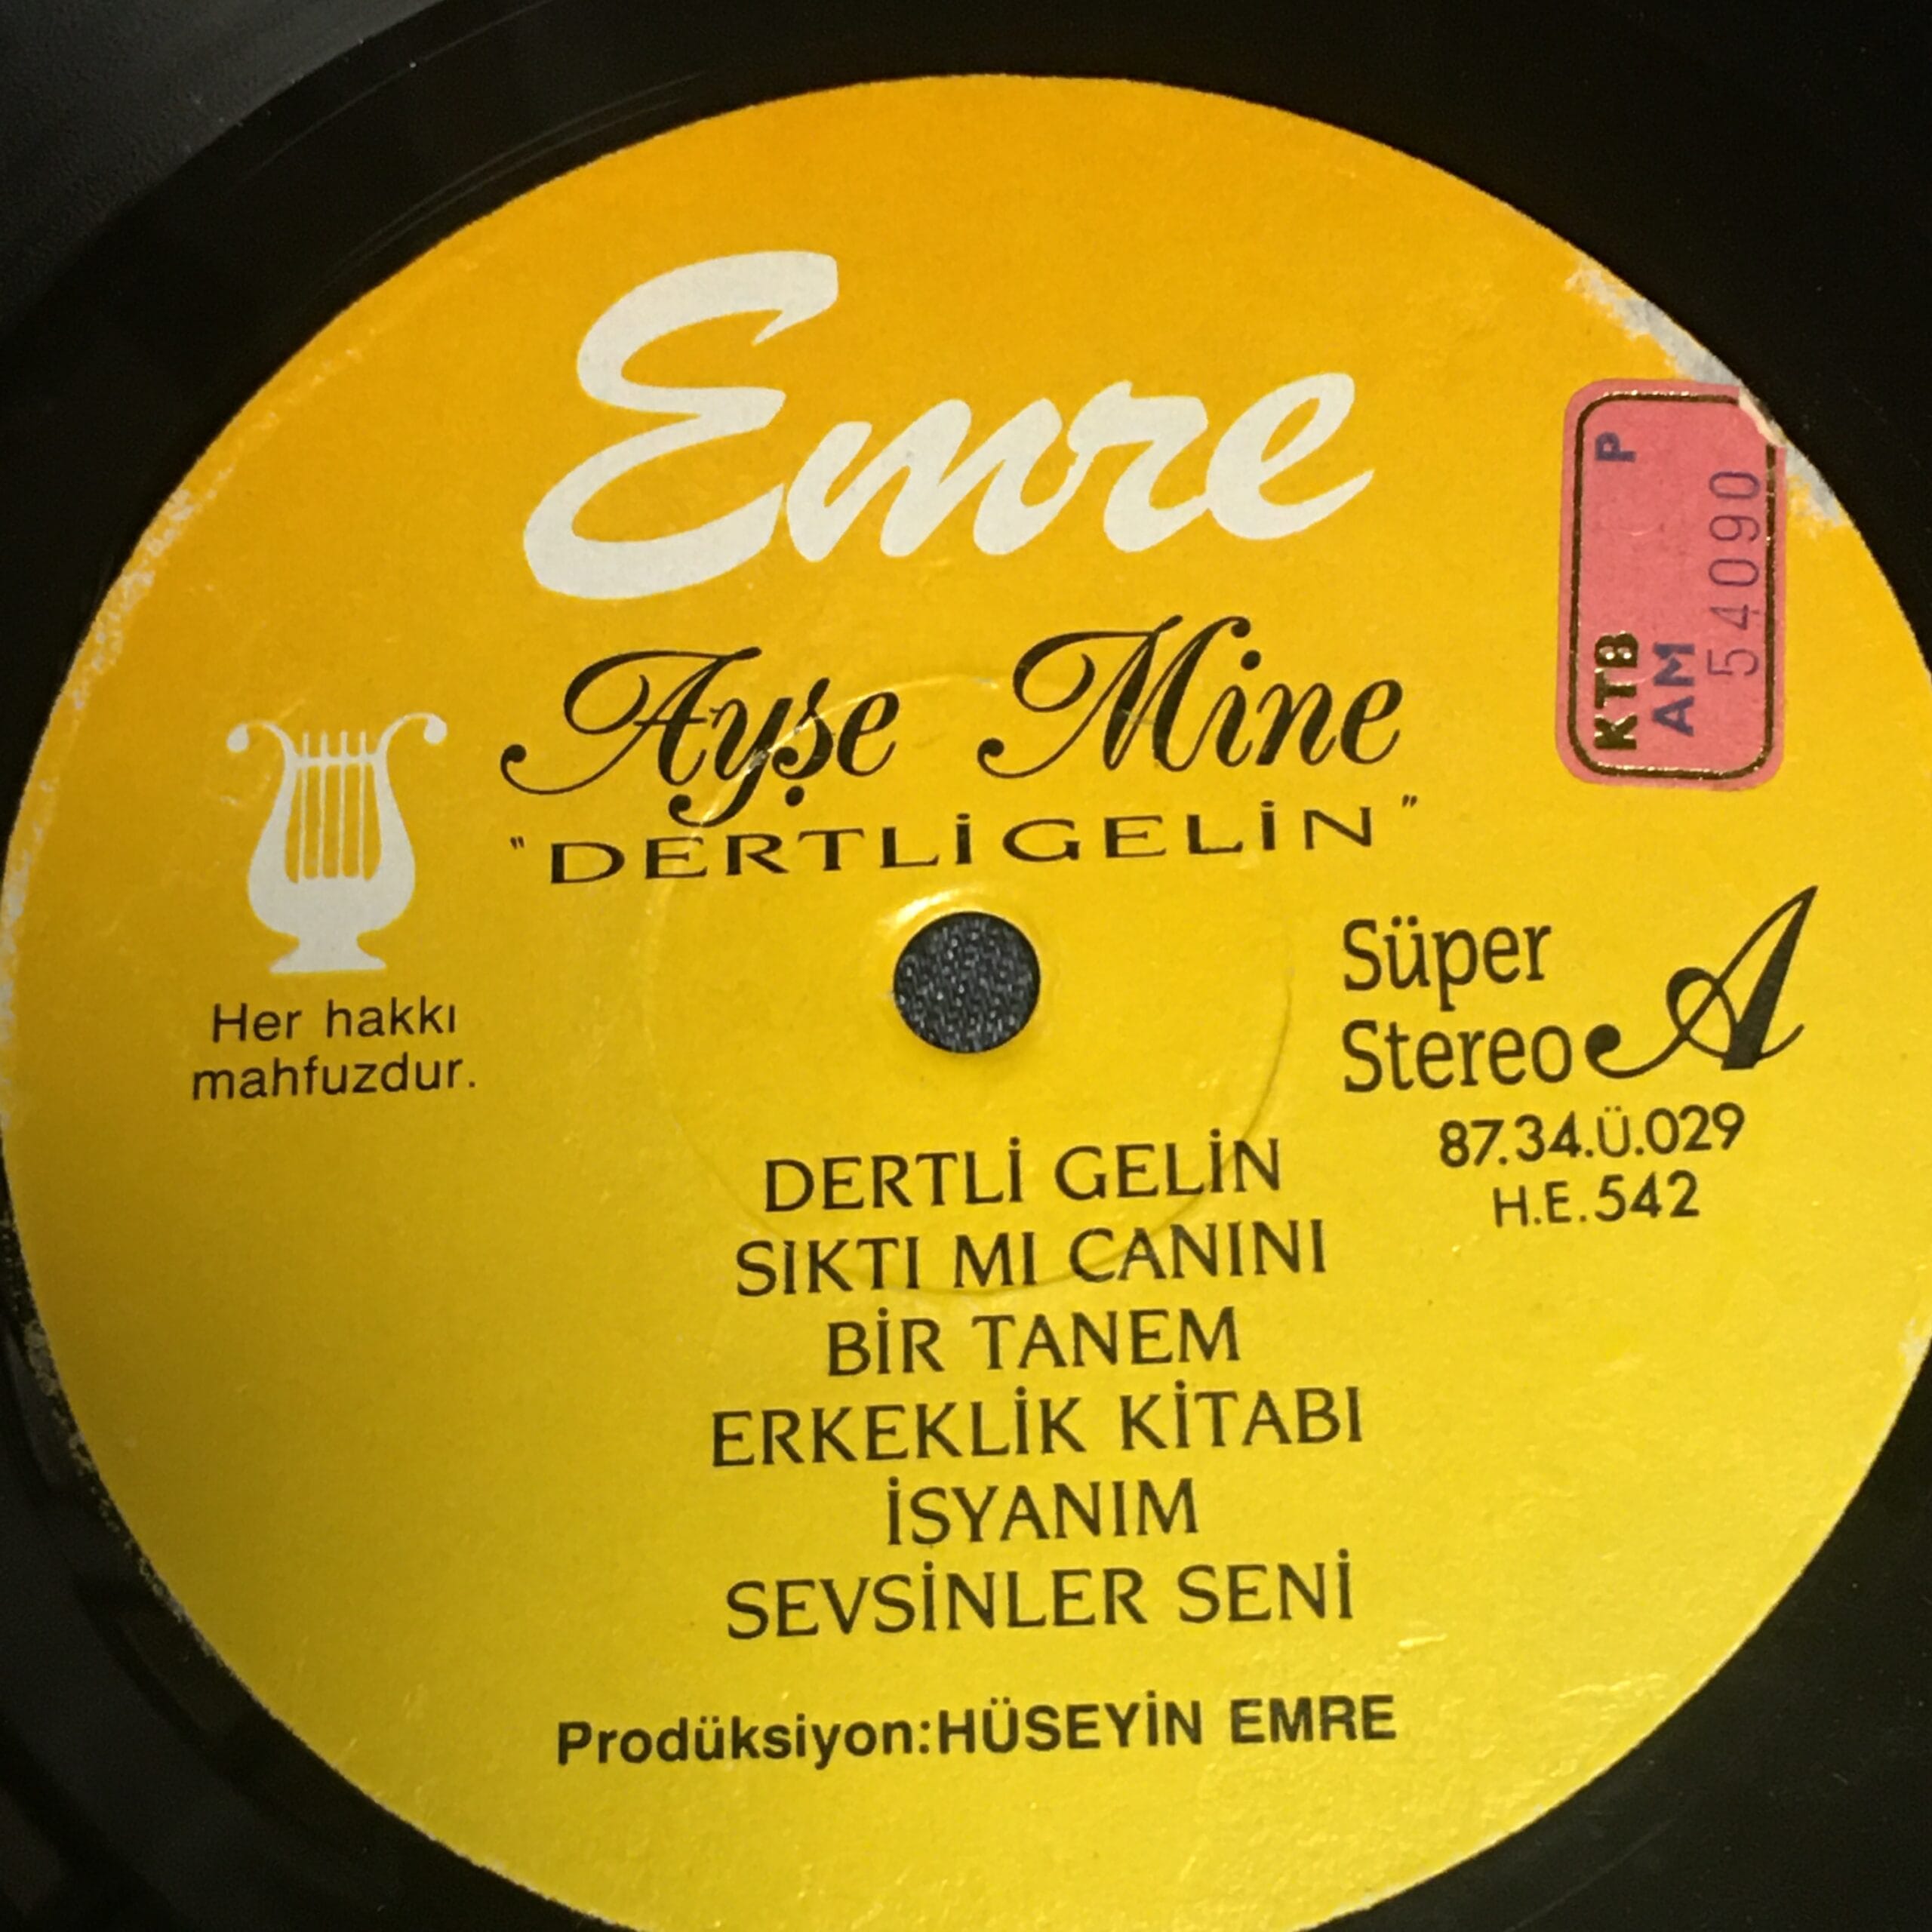 Emre
Ayşe Mine
"DERTLİ GELİN"
P
KTB
AM
54090
Her hakkı
mahfuzdur.
Süper
Stereo A
87.34.Ü.029
H.E.542
DERTLİ GELİN
SIKTI MI CANINI
BİR TANEM
ERKEKLİK KİTABI
İSYANIM
SEVSİNLER SENİ
Prodüksiyon:HÜSEYİN EMRE